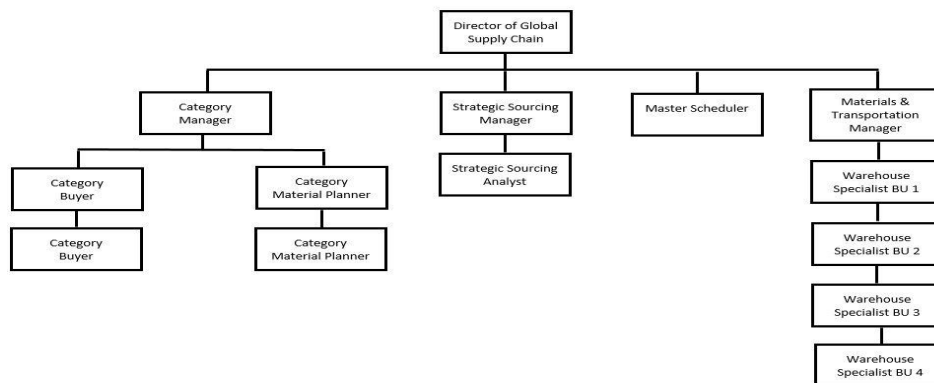 Director of Global
Supply Chain
Category
Manager
Strategic Sourcing
Manager
Master Scheduler
Materials &
Transportation
Manager
Category
Buyer
Category
Material Planner
Strategic Sourcing
Analyst
Warehouse
Specialist BU 1
Category
Buyer
Category
Material Planner
Warehouse
Specialist BU 2
Warehouse
Specialist BU 3
Warehouse
Specialist BU 4